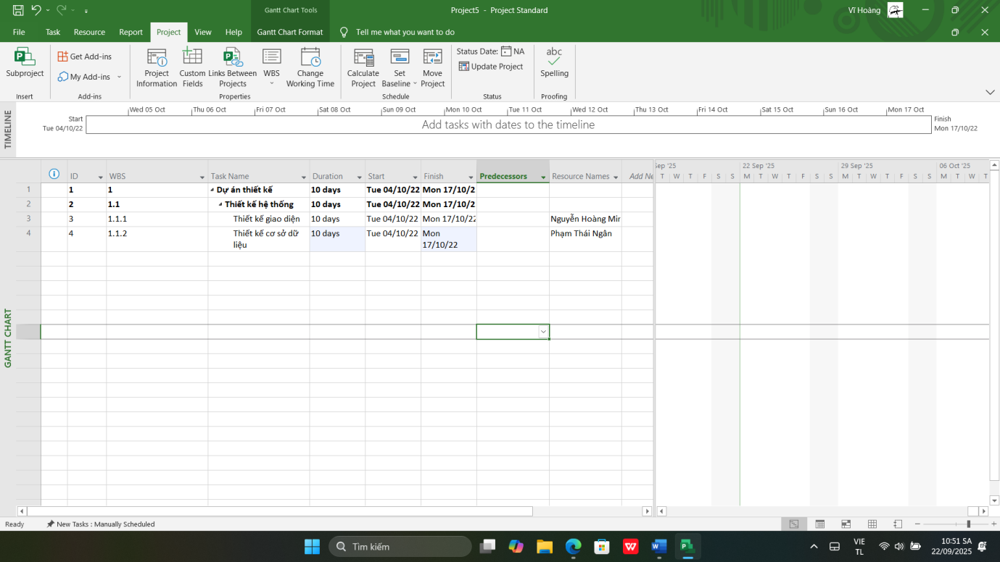 Gantt Chart Tools
Project5 - Project Standard
Vĩ Hoàng
File Task Resource Report Project View Help Gantt Chart Format Tell me what you want to do
Subproject
Insert
Get Add-ins
My Add-ins
Add-ins
Project Information
Custom Fields
Links Between Projects
WBS
Change Working Time
Properties
Calculate Project
Set Baseline
Move Project
Schedule
Status Date: NA
Update Project
Status
abc
Spelling
Proofing
TIMELINE
Wed 05 Oct Thu 06 Oct Fri 07 Oct Sat 08 Oct Sun 09 Oct Mon 10 Oct Tue 11 Oct Wed 12 Oct Thu 13 Oct Fri 14 Oct Sat 15 Oct Sun 16 Oct Mon 17 Oct
Start
Tue 04/10/22
Add tasks with dates to the timeline
Finish
Mon 17/10/22
GANTT CHART
ID WBS Task Name Duration Start Finish Predecessors Resource Names Add Ne
1 1 1 Dự án thiết kế 10 days Tue 04/10/22 Mon 17/10/2
2 2 1.1 Thiết kế hệ thống 10 days Tue 04/10/22 Mon 17/10/2
3 3 1.1.1 Thiết kế giao diện 10 days Tue 04/10/22 Mon 17/10/22 Nguyễn Hoàng Mir
4 4 1.1.2 Thiết kế cơ sở dữ liệu 10 days Tue 04/10/22 Mon 17/10/22 Phạm Thái Ngân
Sep '25 22 Sep '25 29 Sep '25 06 Oct '25
T W T F S S M T W T F S S M T W T F S S M T W T
Ready New Tasks : Manually Scheduled
Tìm kiếm
VIE
TL
10:51 SA
22/09/2025